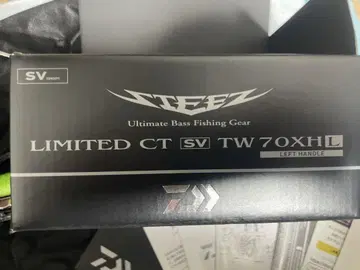 SV
STEEZ
Ultimate Bass Fishing Gear
LIMITED CT SV TW 70XHL
LEFT HANDLE